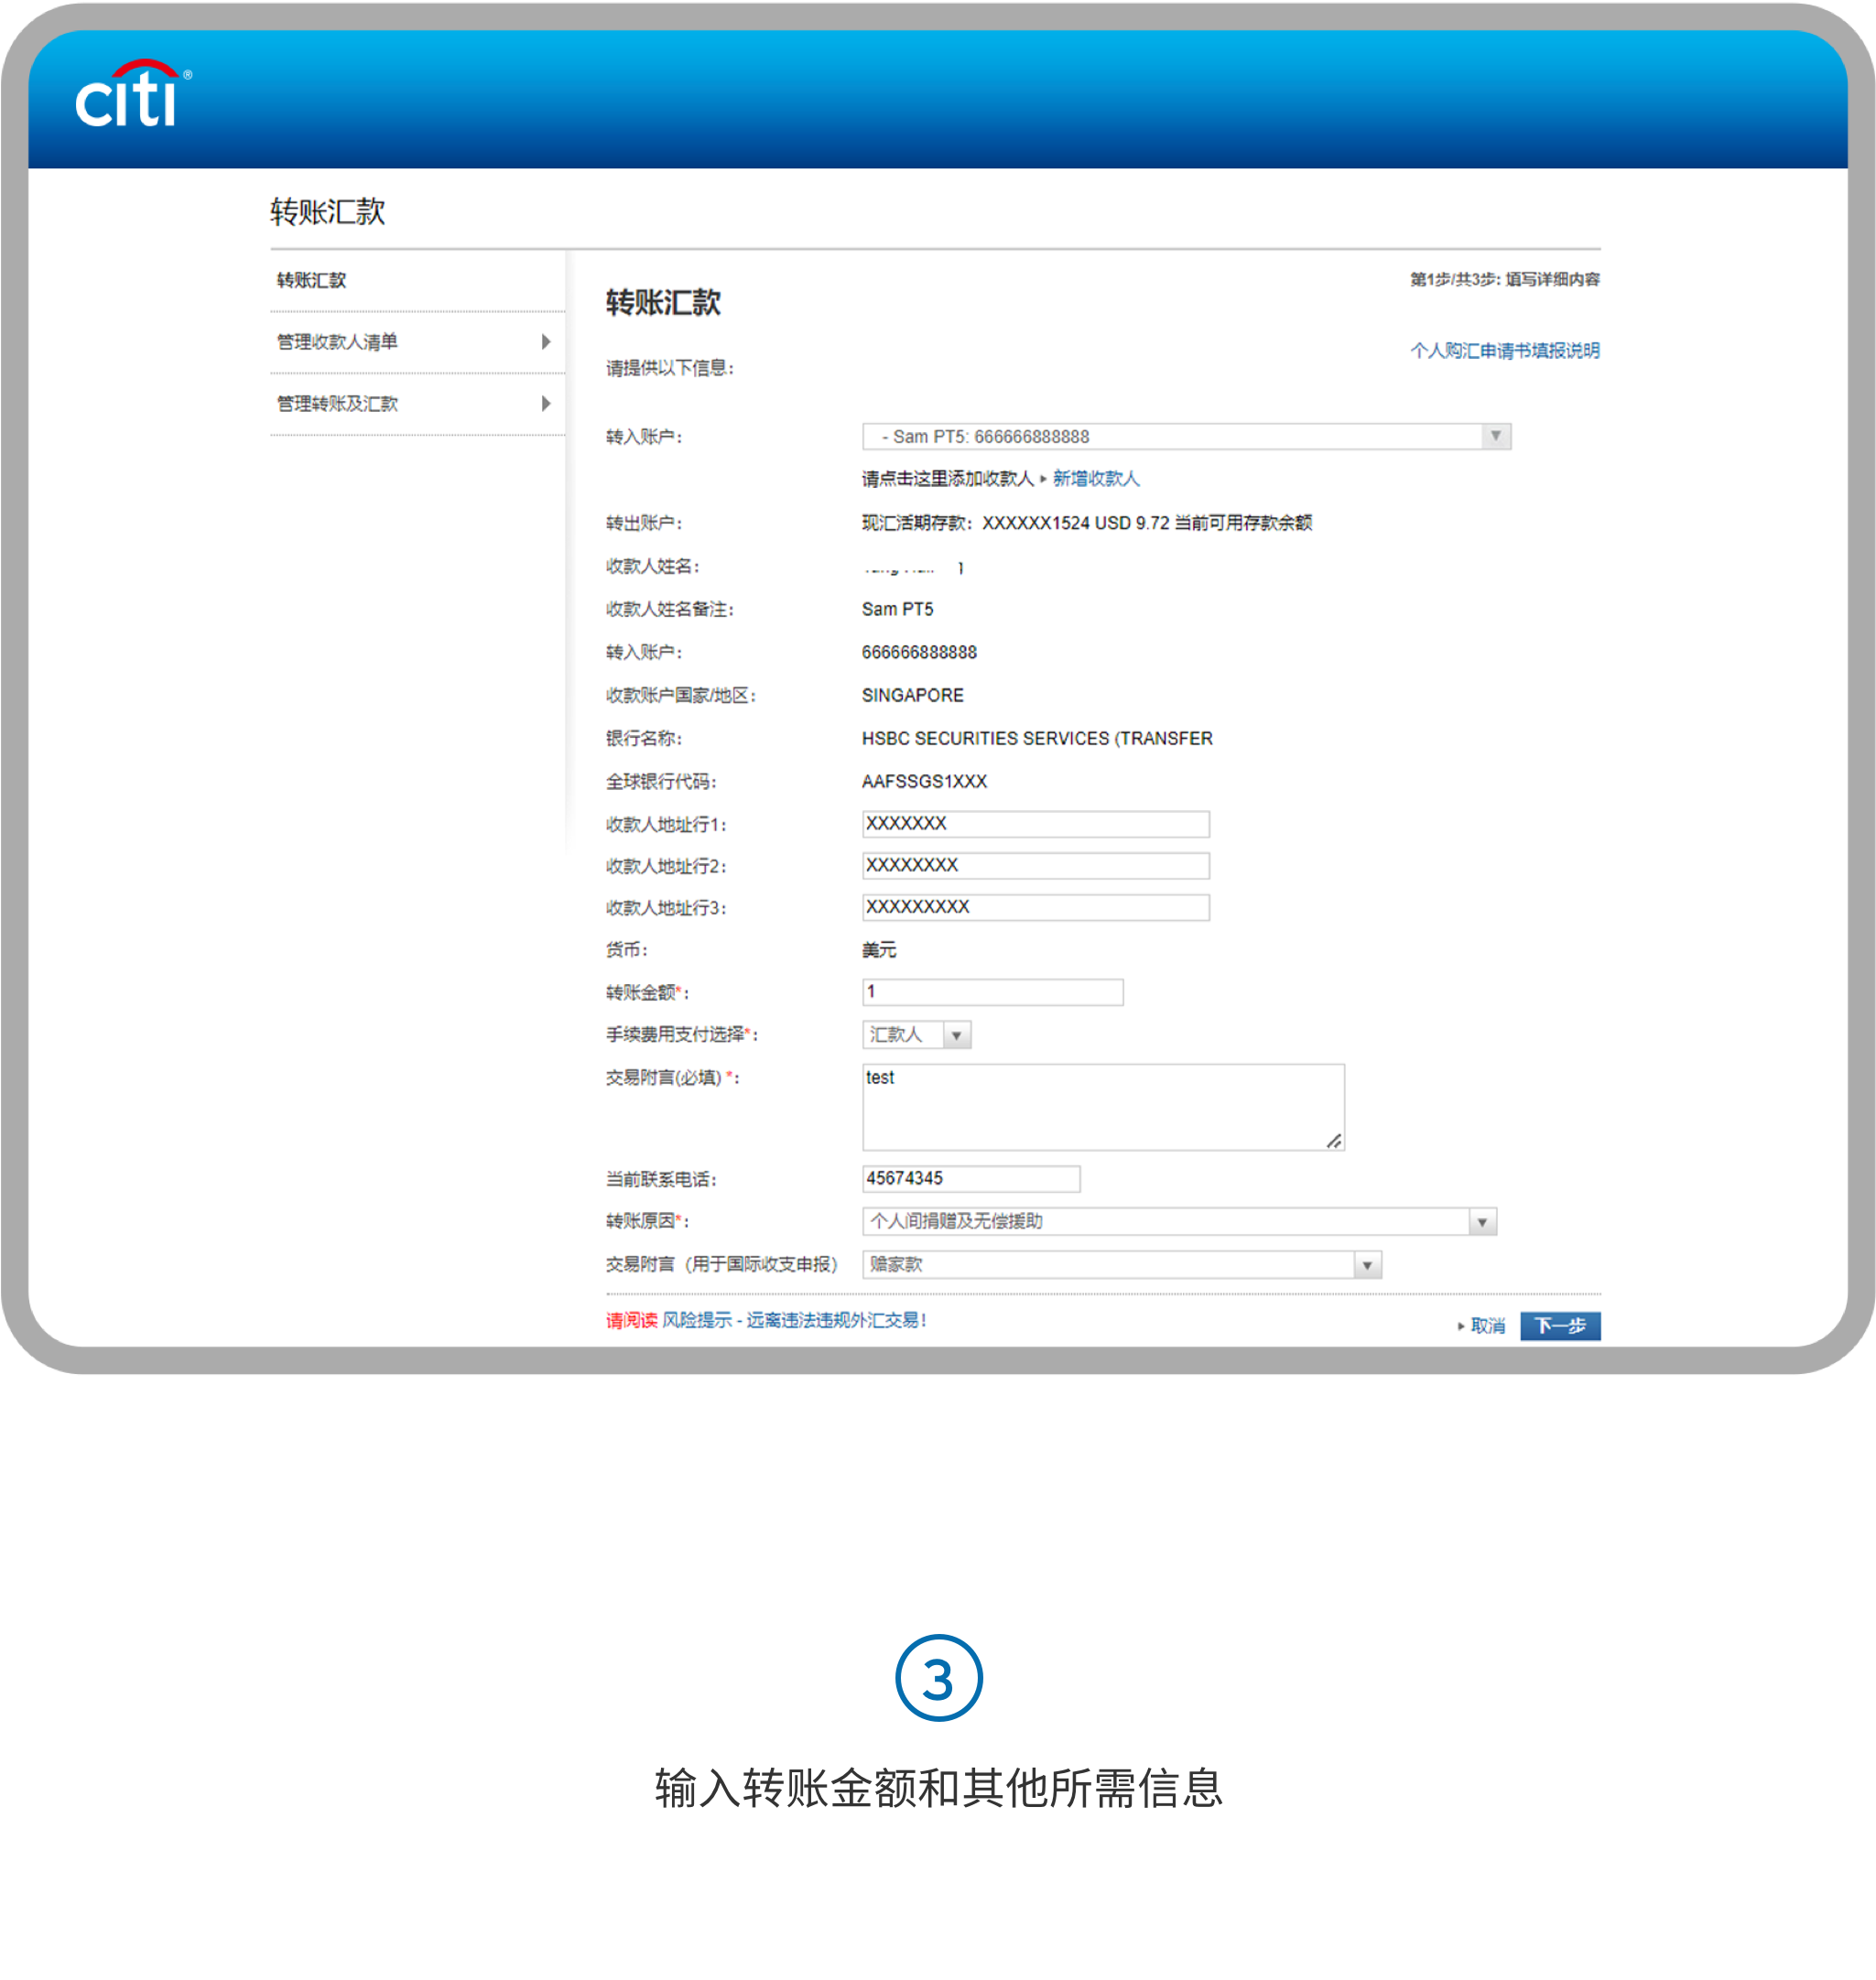 citi®
转账汇款
转账汇款
管理收款人清单
管理转账及汇款
第1步/共3步: 填写详细内容
转账汇款
个人购汇申请书填报说明
请提供以下信息:
转入账户: - Sam PT5: 666666888888
请点击这里添加收款人 新增收款人
转出账户: 现汇活期存款: XXXXXX1524 USD 9.72 当前可用存款余额
收款人姓名:
收款人姓名备注: Sam PT5
转入账户: 666666888888
收款账户国家/地区: SINGAPORE
银行名称: HSBC SECURITIES SERVICES (TRANSFER
全球银行代码: AAFSSGS1XXX
收款人地址行1: XXXXXXX
收款人地址行2: XXXXXXXX
收款人地址行3: XXXXXXXXX
货币: 美元
转账金额*: 1
手续费用支付选择*: 汇款人
交易附言(必填) *: test
当前联系电话: 45674345
转账原因*: 个人间捐赠及无偿援助
交易附言（用于国际收支申报） 赡家款
请阅读 风险提示 - 远离违法违规外汇交易!
取消 下一步
3
输入转账金额和其他所需信息